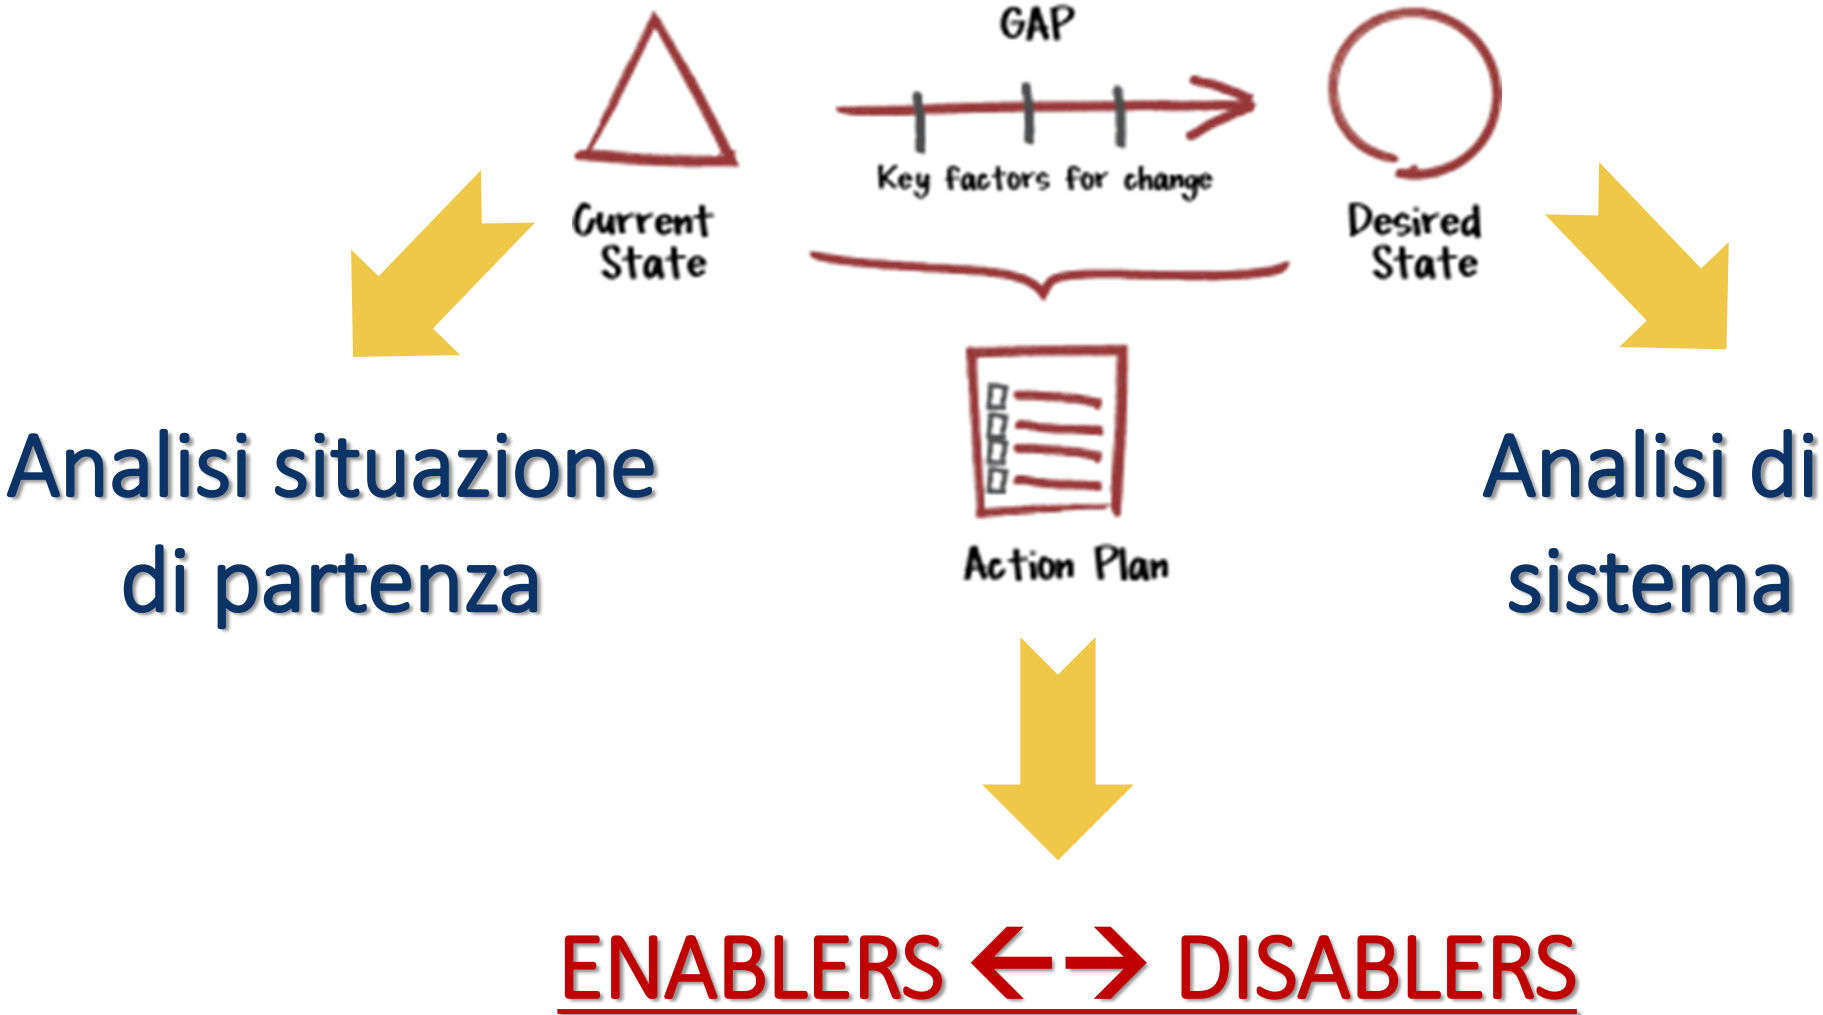 GAP
Key factors for change
Current
State
Desired
State
Analisi situazione
di partenza
Analisi di
sistema
Action Plan
ENABLERS ←→ DISABLERS